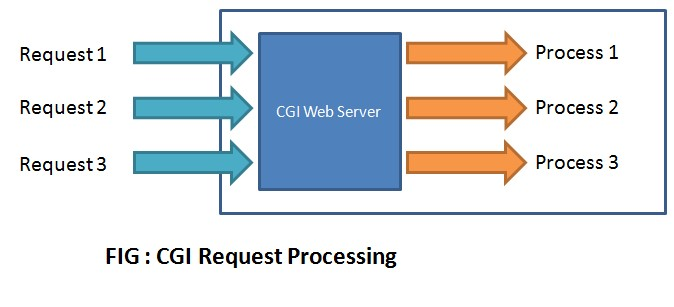 Request 1
Request 2
Request 3
CGI Web Server
Process 1
Process 2
Process 3
FIG : CGI Request Processing